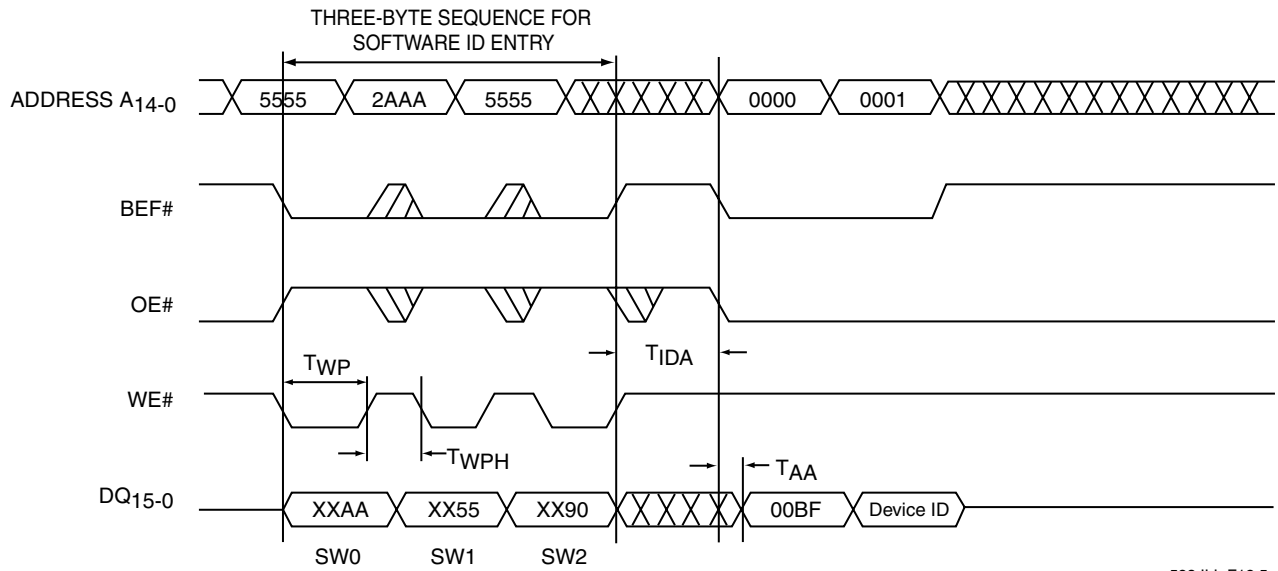 THREE-BYTE SEQUENCE FOR
SOFTWARE ID ENTRY
ADDRESS A14-0 5555 2AAA 5555 0000 0001
BEF#
OE#
TIDA
TWP
WE#
TWPH
TAA
DQ15-0 XXAA XX55 XX90 00BF Device ID
SW0 SW1 SW2